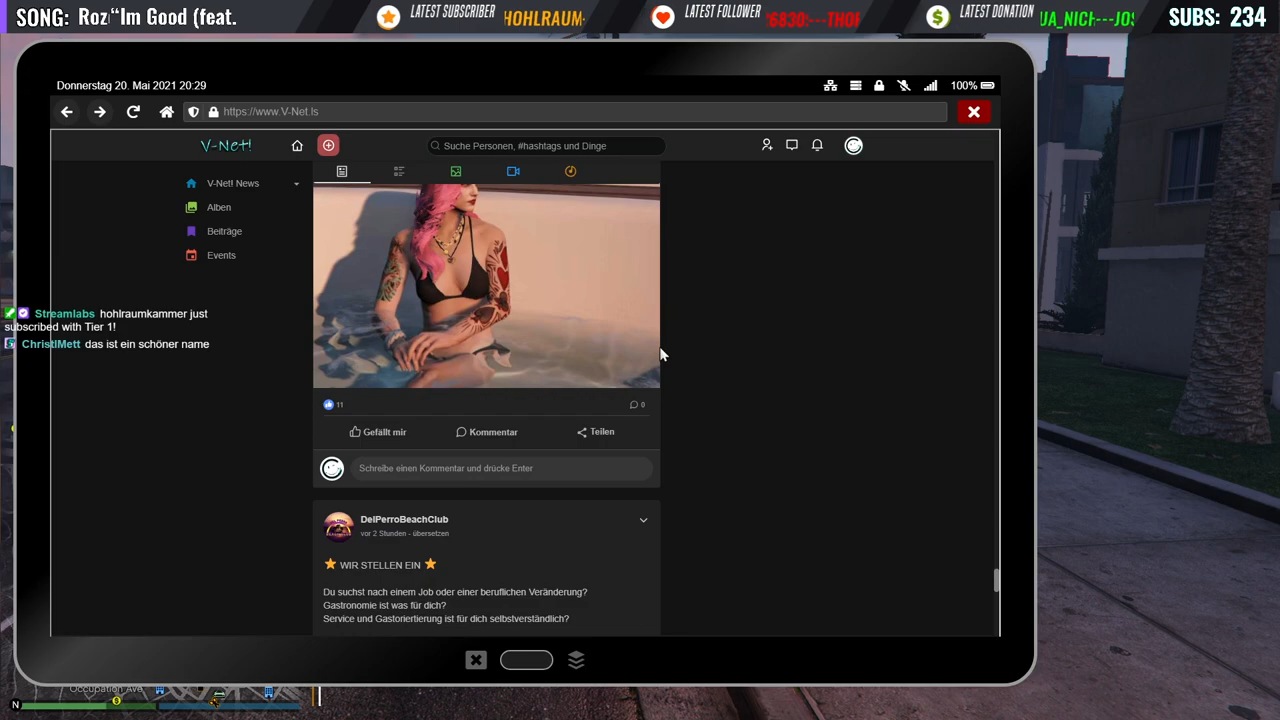 SONG: Roz "Im Good (feat.
LATEST SUBSCRIBER
HOHLRAUM-
LATEST FOLLOWER
LATEST DONATION
SUBS: 234
Donnerstag 20. Mai 2021 20:29
100%
https://www.V-Net.ls
V-Net!
Suche Personen, #hashtags und Dinge
V-Net! News
Alben
Beiträge
Events
Streamlabs hohlraumkammer just
subscribed with Tier 1!
ChristlMett das ist ein schöner name
11
0
Gefällt mir
Kommentar
Teilen
Schreibe einen Kommentar und drücke Enter
DelPerroBeachClub
vor 2 Stunden - übersetzen
WIR STELLEN EIN
Du suchst nach einem Job oder einer beruflichen Veränderung?
Gastronomie ist was für dich?
Service und Gastoriertierung ist für dich selbstverständlich?
Occupation Ave
N